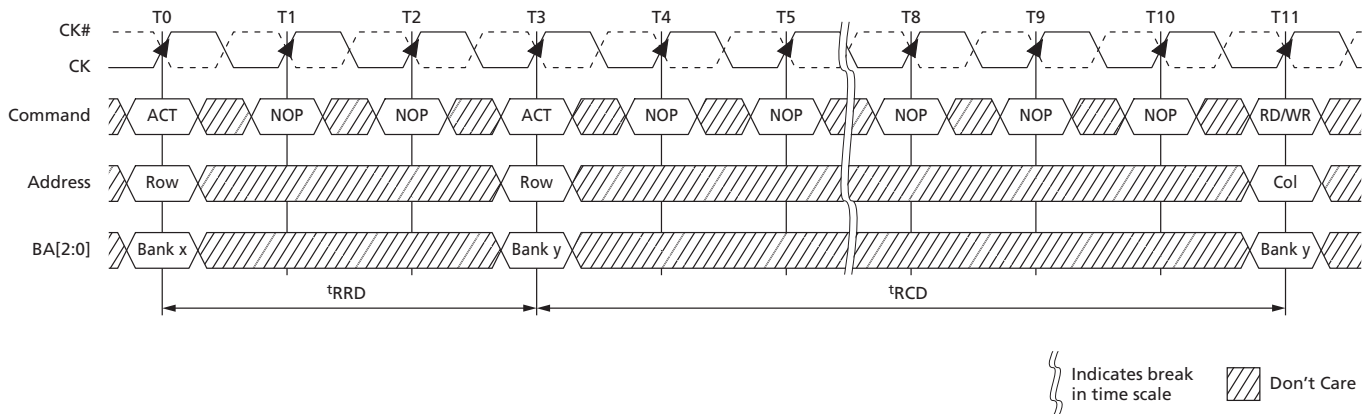 T0 T1 T2 T3 T4 T5 T8 T9 T10 T11
CK#
CK
Command ACT NOP NOP ACT NOP NOP NOP NOP NOP RD/WR
Address Row Row Col
BA[2:0] Bank x Bank y Bank y
tRRD tRCD
Indicates break
in time scale
Don't Care